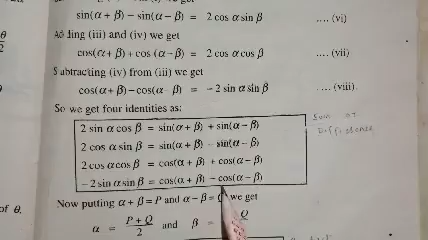 sin(α + β) − sin(α − β) = 2 cos α sin β .... (vi)
Adding (iii) and (iv) we get
cos(α + β) + cos (α − β) = 2 cos α cos β .... (vii)
Subtracting (iv) from (iii) we get
cos(α + β) − cos(α β) = − 2 sin α sin β .... (viii).
So we get four identities as:
2 sin α cos β = sin(α + β) + sin(α − β)
2 cos α sin β = sin(α + β) − sin(α − β)
2 cos α cos β = cos(α + β) + cos(α − β)
− 2 sin α sin β = cos(α + β) − cos(α − β)
Difference
Now putting α + β = P and α − β = we get
of θ. α = P + Q / 2 and β = Q